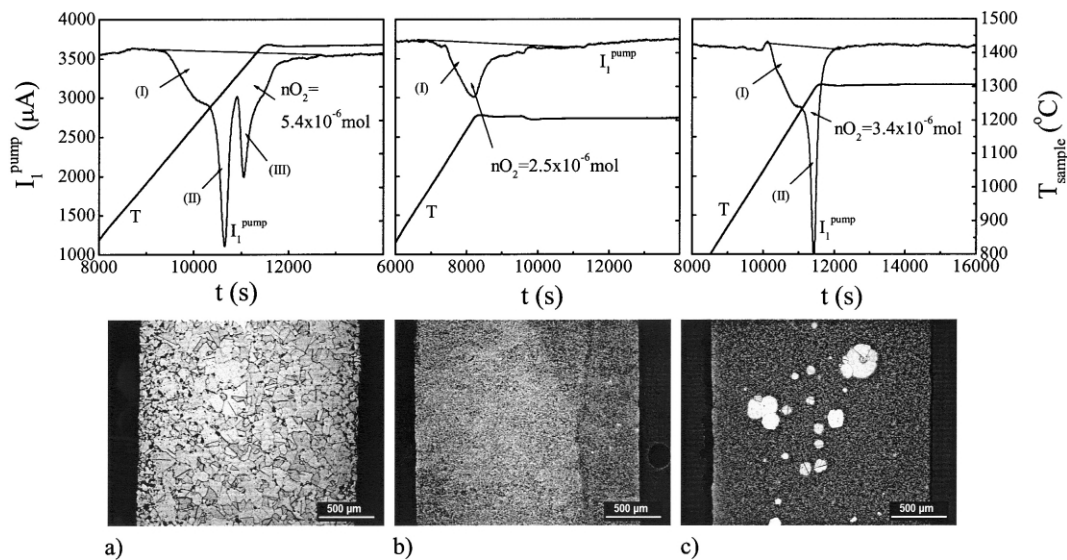 4000
3500
3000
2500
2000
1500
1000
I₁ᵖᵘᵐᵖ (µA)
(I)
(II)
(III)
nO₂=
5.4x10⁻⁶mol
T
I₁ᵖᵘᵐᵖ
8000 10000 12000
t (s)
I₁ᵖᵘᵐᵖ
(I)
nO₂=2.5x10⁻⁶mol
T
6000 8000 10000 12000
t (s)
(I)
nO₂=3.4x10⁻⁶mol
(II)
T
I₁ᵖᵘᵐᵖ
8000 10000 12000 14000 16000
t (s)
1500
1400
1300
1200
1100
1000
900
800
T sample (°C)
500 µm
500 µm
500 µm
a)
b)
c)